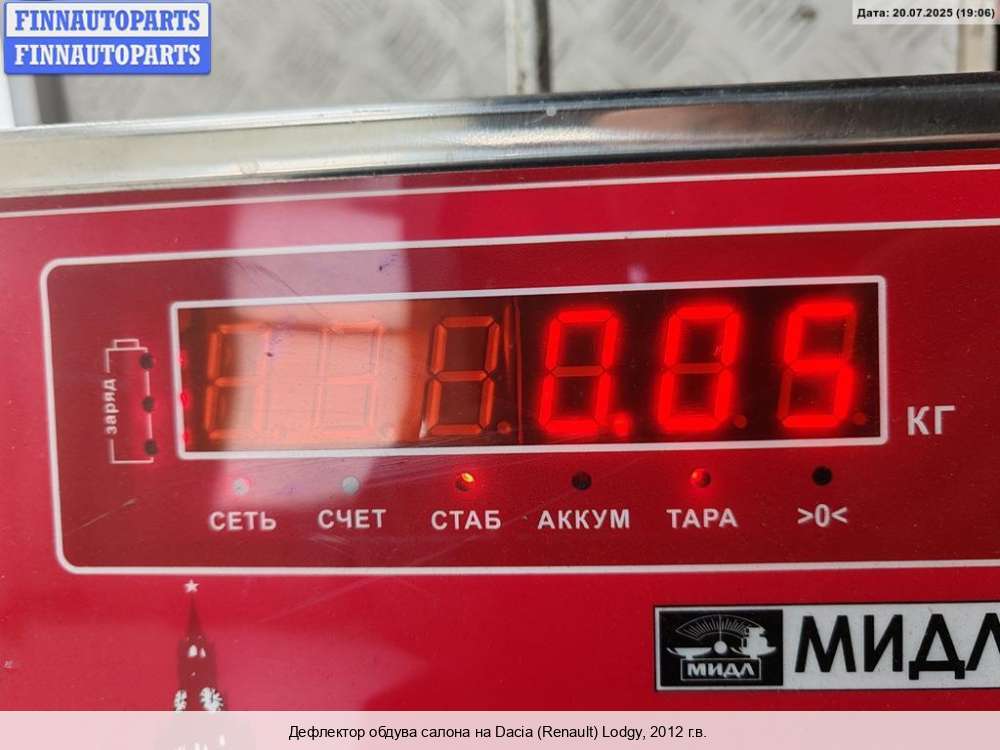 FINNAUTOPARTS
FINNAUTOPARTS
Дата: 20.07.2025 (19:06)
заряд
0.05
КГ
СЕТЬ СЧЕТ СТАБ АККУМ ТАРА >0<
МИДЛ
МИДЛ
Дефлектор обдува салона на Dacia (Renault) Lodgy, 2012 г.в.